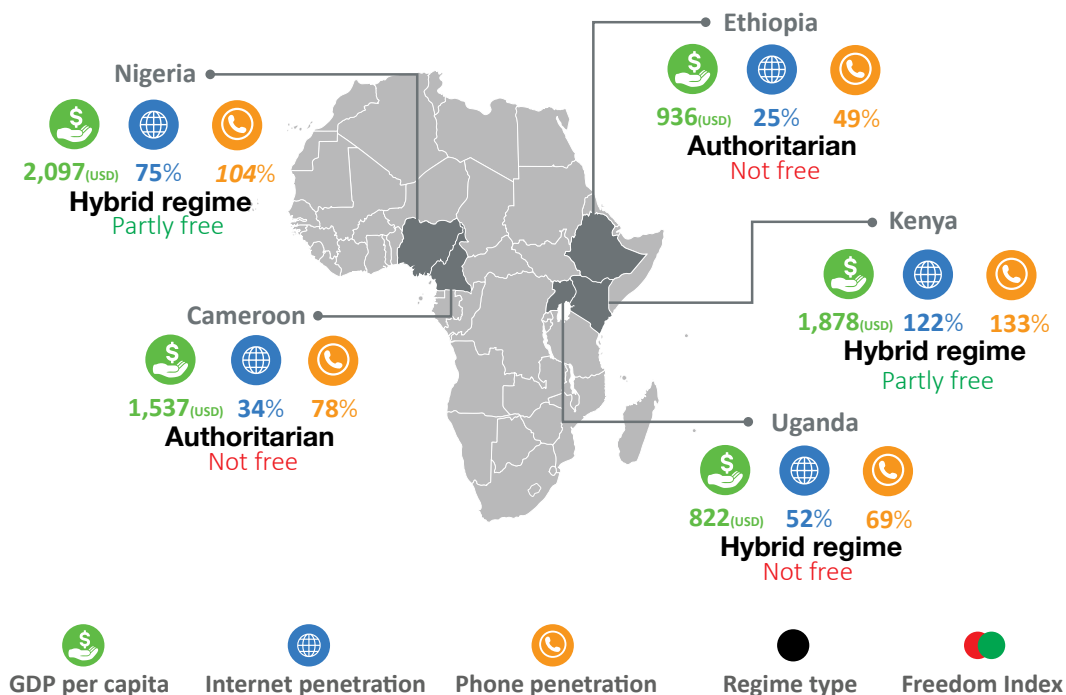 Ethiopia
936(USD) 25% 49%
Authoritarian
Not free
Nigeria
2,097(USD) 75% 104%
Hybrid regime
Partly free
Kenya
1,878(USD) 122% 133%
Hybrid regime
Partly free
Cameroon
1,537(USD) 34% 78%
Authoritarian
Not free
Uganda
822(USD) 52% 69%
Hybrid regime
Not free
GDP per capita Internet penetration Phone penetration Regime type Freedom Index